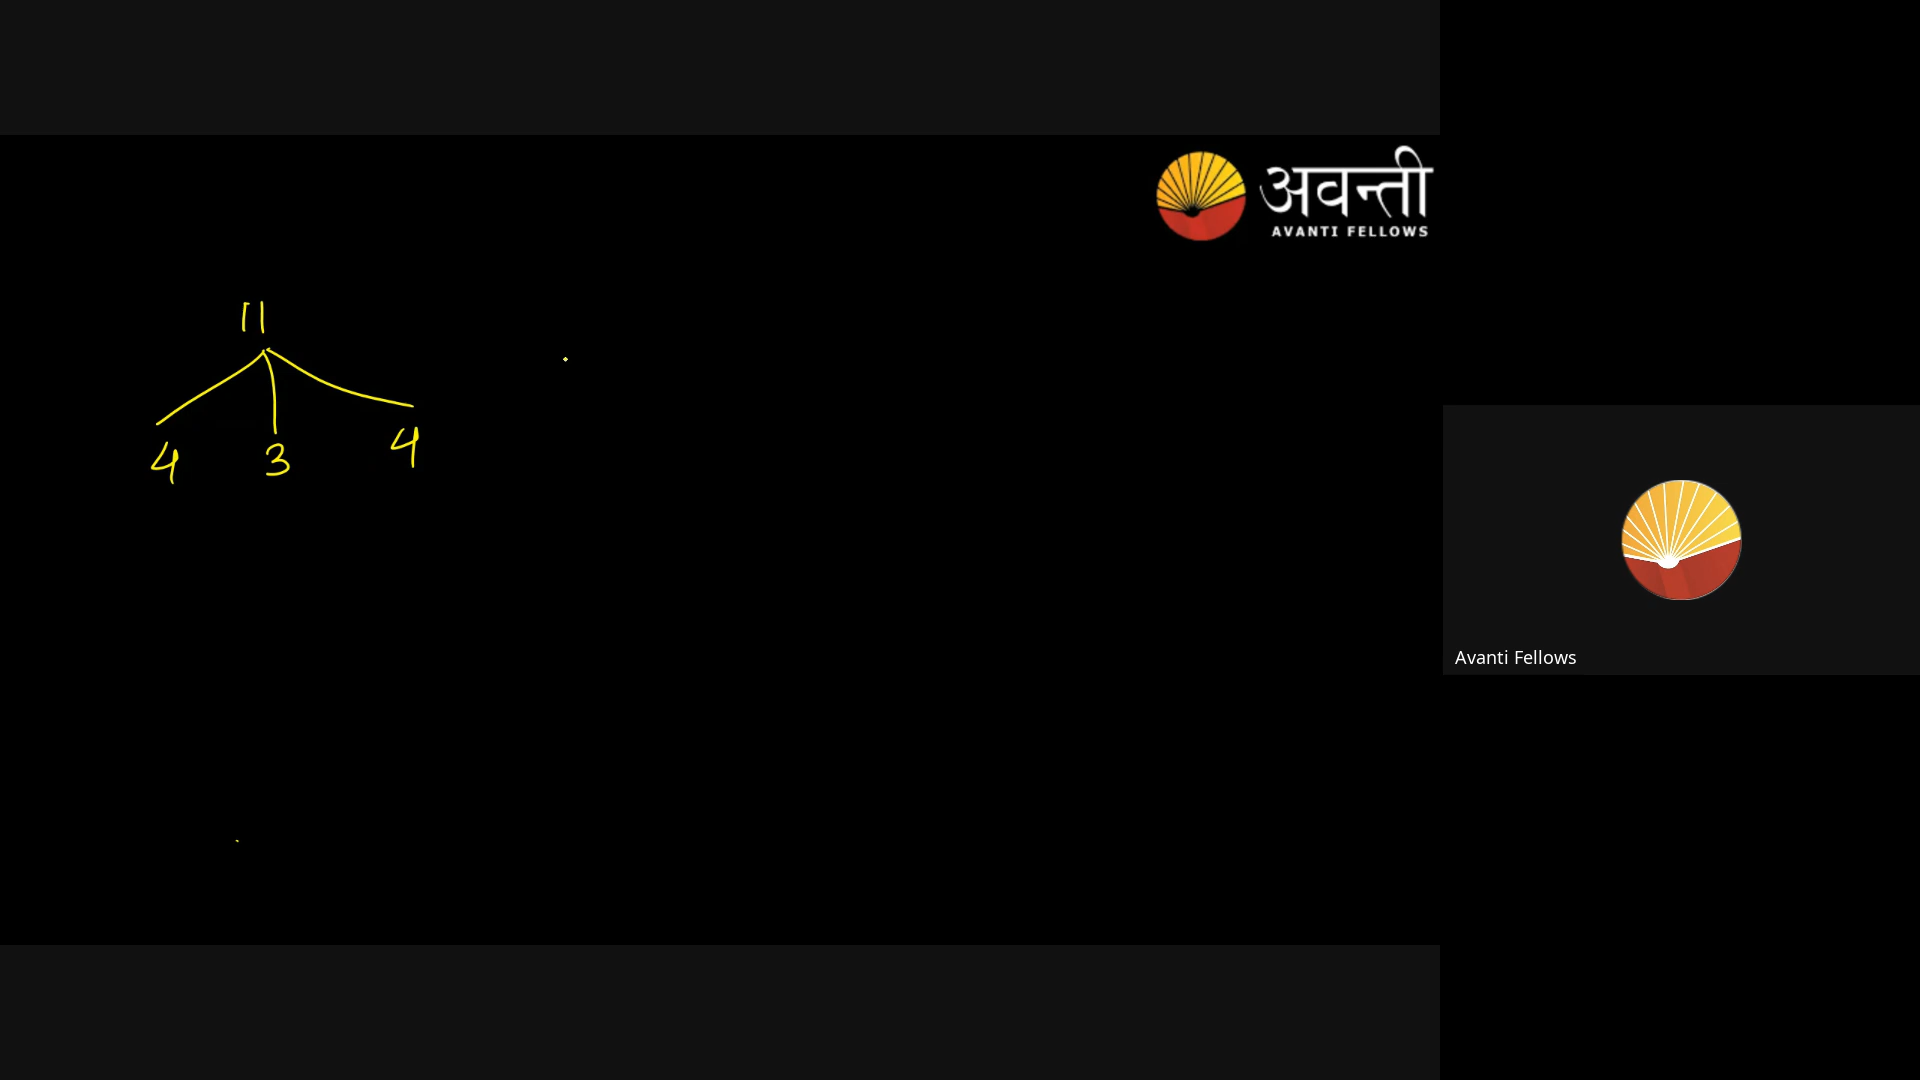 अवन्ती
AVANTI FELLOWS
11
4 3 4
Avanti Fellows